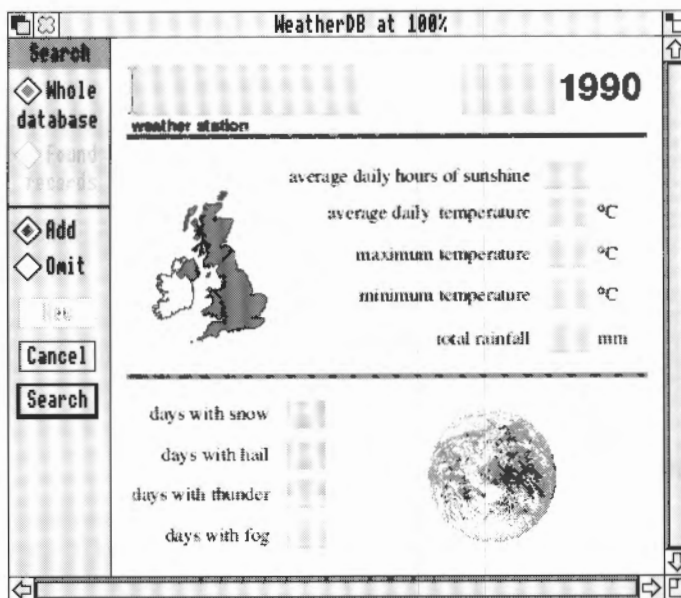 WeatherDB at 100%
Search
Whole
database
Found
records
Add
Omit
New
Cancel
Search
1990
weather station
average daily hours of sunshine
average daily temperature °C
maximum temperature °C
minimum temperature °C
total rainfall mm
days with snow
days with hail
days with thunder
days with fog